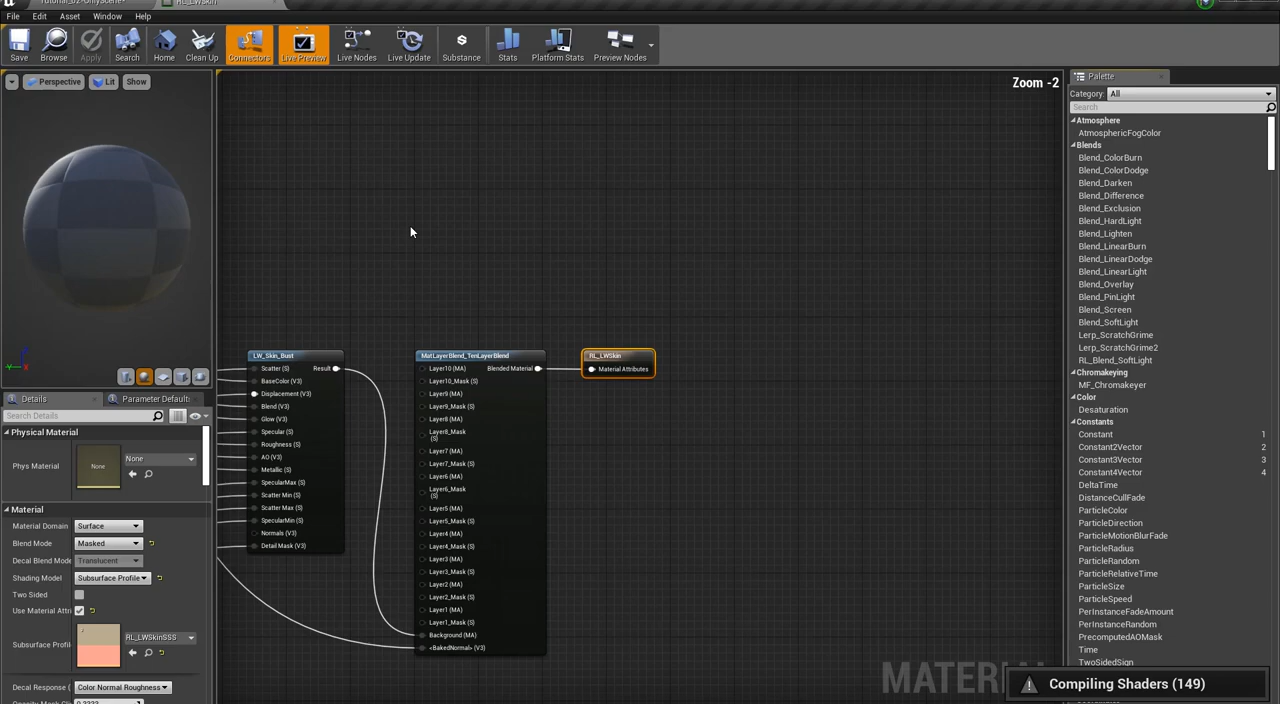 Tutorial_02-OnlyScene*
RL_LWSkin
File Edit Asset Window Help
Save Browse Apply Search Home Clean Up Connectors Live Preview Live Nodes Live Update Substance Stats Platform Stats Preview Nodes
Perspective Lit Show
Zoom -2
Palette
Category: All
Search
Atmosphere
AtmosphericFogColor
Blends
Blend_ColorBurn
Blend_ColorDodge
Blend_Darken
Blend_Difference
Blend_Exclusion
Blend_HardLight
Blend_Lighten
Blend_LinearBurn
Blend_LinearDodge
Blend_LinearLight
Blend_Overlay
Blend_PinLight
Blend_Screen
Blend_SoftLight
Lerp_ScratchGrime
Lerp_ScratchGrime2
RL_Blend_SoftLight
Chromakeying
MF_Chromakeyer
Color
Desaturation
Constants
Constant 1
Constant2Vector 2
Constant3Vector 3
Constant4Vector 4
DeltaTime
DistanceCullFade
ParticleColor
ParticleDirection
ParticleMotionBlurFade
ParticleRadius
ParticleRandom
ParticleRelativeTime
ParticleSize
ParticleSpeed
PerInstanceFadeAmount
PerInstanceRandom
PrecomputedAOMask
Time
TwoSidedSign
LW_Skin_Bust
Scatter (S) Result
BaseColor (V3)
Displacement (V3)
Blend (V3)
Glow (V3)
Specular (S)
Roughness (S)
AO (V3)
Metallic (S)
SpecularMax (S)
Scatter Min (S)
Scatter Max (S)
SpecularMin (S)
Normals (V3)
Detail Mask (V3)
MatLayerBlend_TenLayerBlend
Layer10 (MA) Blended Material
Layer10_Mask (S)
Layer9 (MA)
Layer9_Mask (S)
Layer8 (MA)
Layer8_Mask
(S)
Layer7 (MA)
Layer7_Mask (S)
Layer6 (MA)
Layer6_Mask
(S)
Layer5 (MA)
Layer5_Mask (S)
Layer4 (MA)
Layer4_Mask (S)
Layer3 (MA)
Layer3_Mask (S)
Layer2 (MA)
Layer2_Mask (S)
Layer1 (MA)
Layer1_Mask (S)
Background (MA)
<BakedNormal> (V3)
RL_LWSkin
Material Attributes
Details Parameter Default
Search Details
Physical Material
Phys Material None None
Material
Material Domain Surface
Blend Mode Masked
Decal Blend Mode Translucent
Shading Model Subsurface Profile
Two Sided
Use Material Attri
Subsurface Profil RL_LWSkinSSS
Decal Response ( Color Normal Roughness
MATER
Compiling Shaders (149)